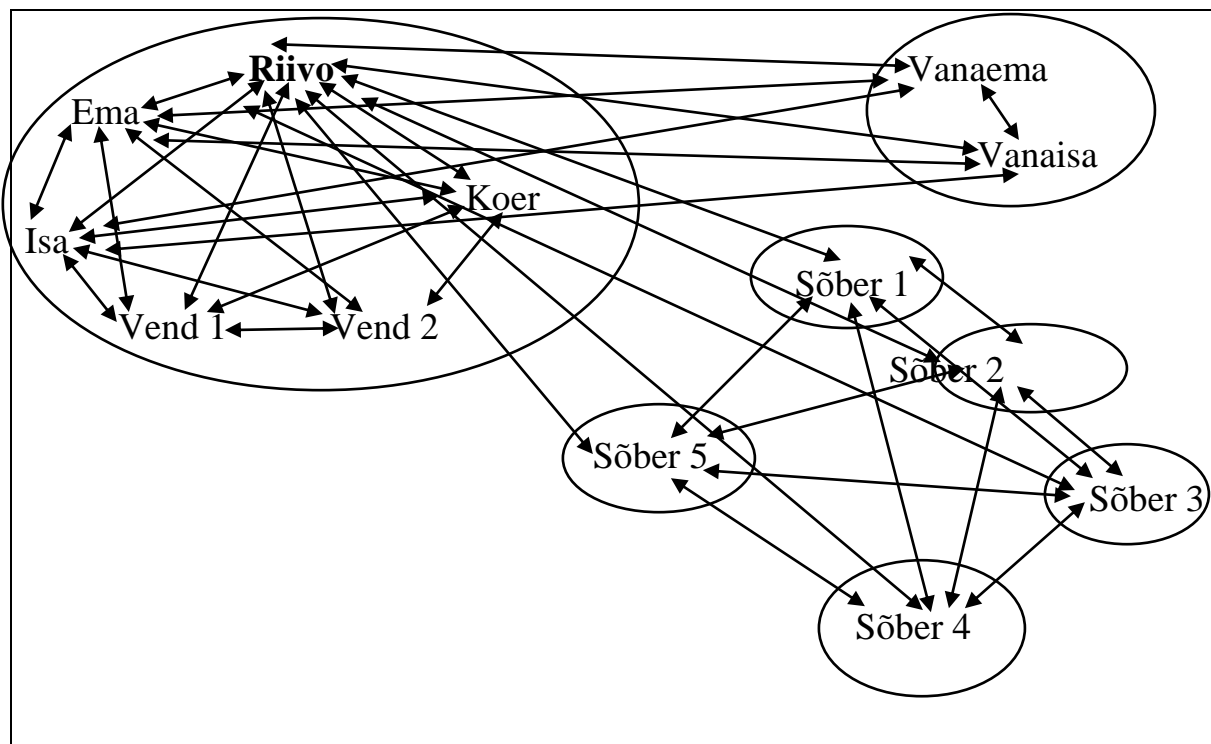 Riivo
Vanaema
Ema
Vanaisa
Koer
Isa
Sõber 1
Vend 1
Vend 2
Sõber 2
Sõber 5
Sõber 3
Sõber 4